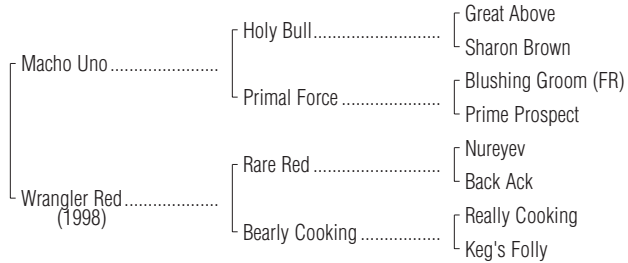 Great Above
Holy Bull..............................
Sharon Brown
Macho Uno.........................
Blushing Groom (FR)
Primal Force .......................
Prime Prospect
Nureyev
Rare Red ..............................
Back Ack
Wrangler Red......................
(1998)
Really Cooking
Bearly Cooking ...................
Keg's Folly